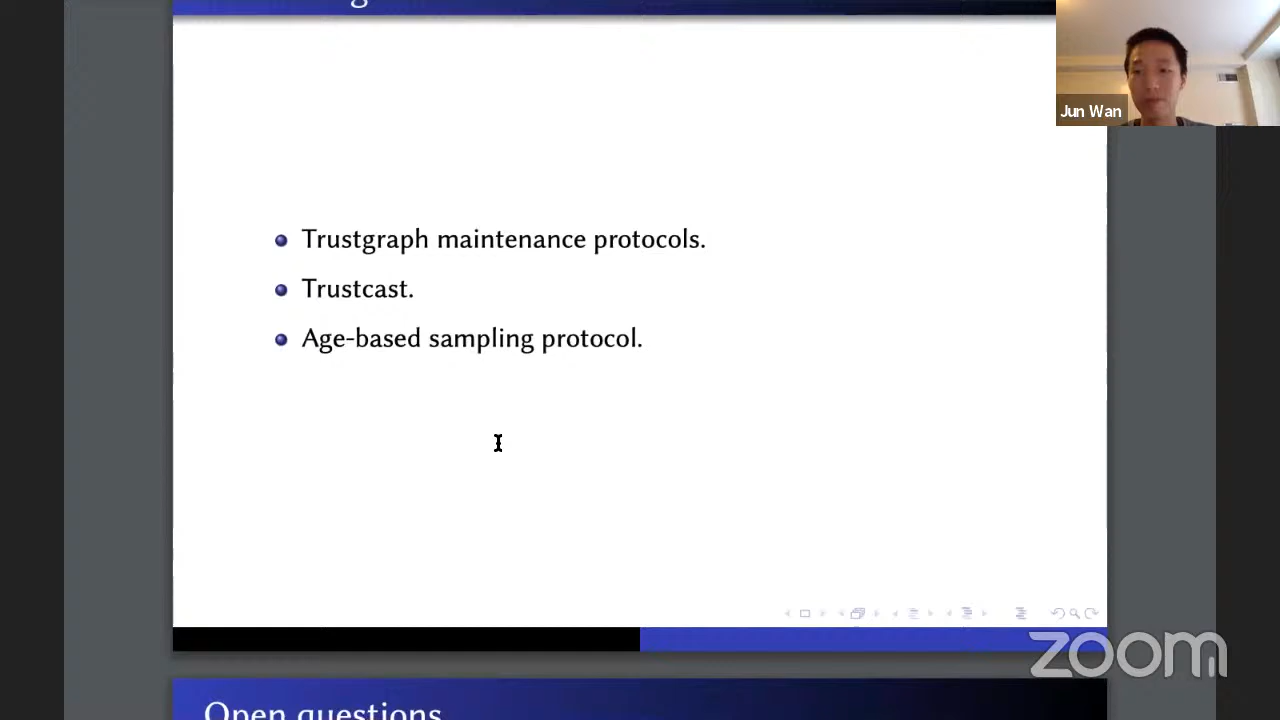 Jun Wan
Trustgraph maintenance protocols.
Trustcast.
Age-based sampling protocol.
zoom
Open questions